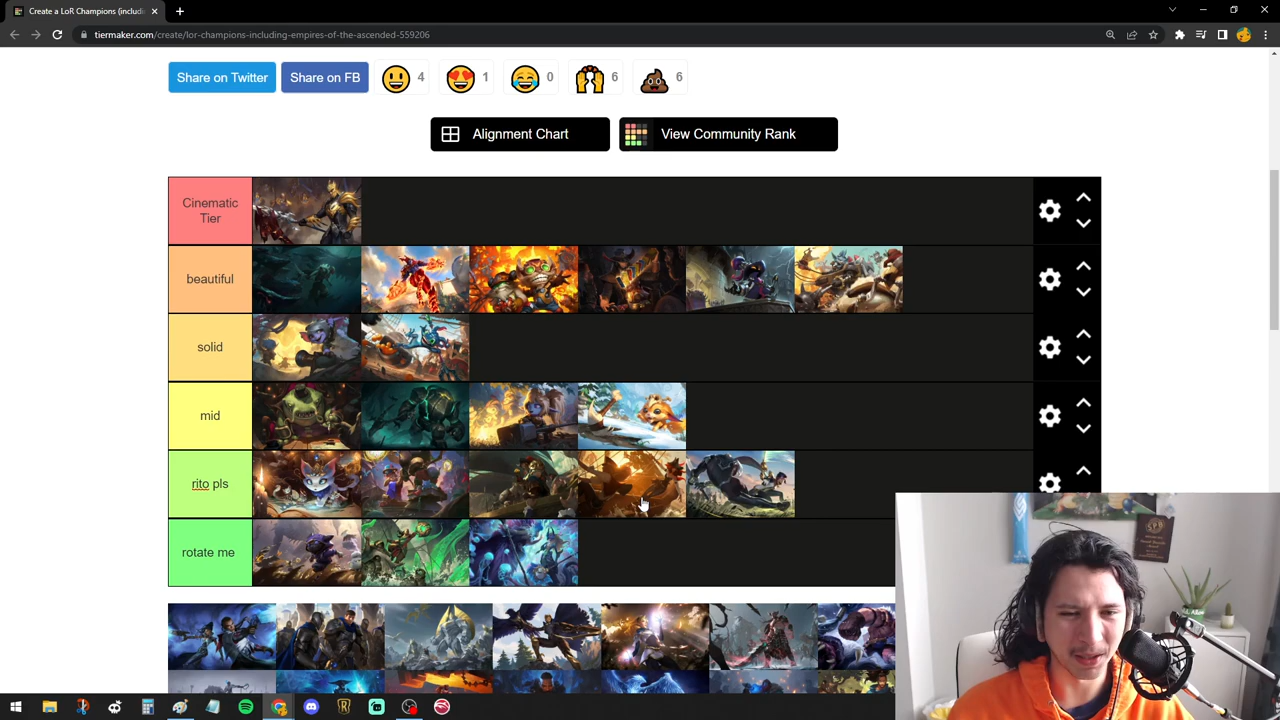 Create a LoR Champions (includi
tiermaker.com/create/lor-champions-including-empires-of-the-ascended-559206
Share on Twitter
Share on FB
4
1
0
6
6
Alignment Chart
View Community Rank
Cinematic
Tier
beautiful
solid
mid
rito pls
rotate me